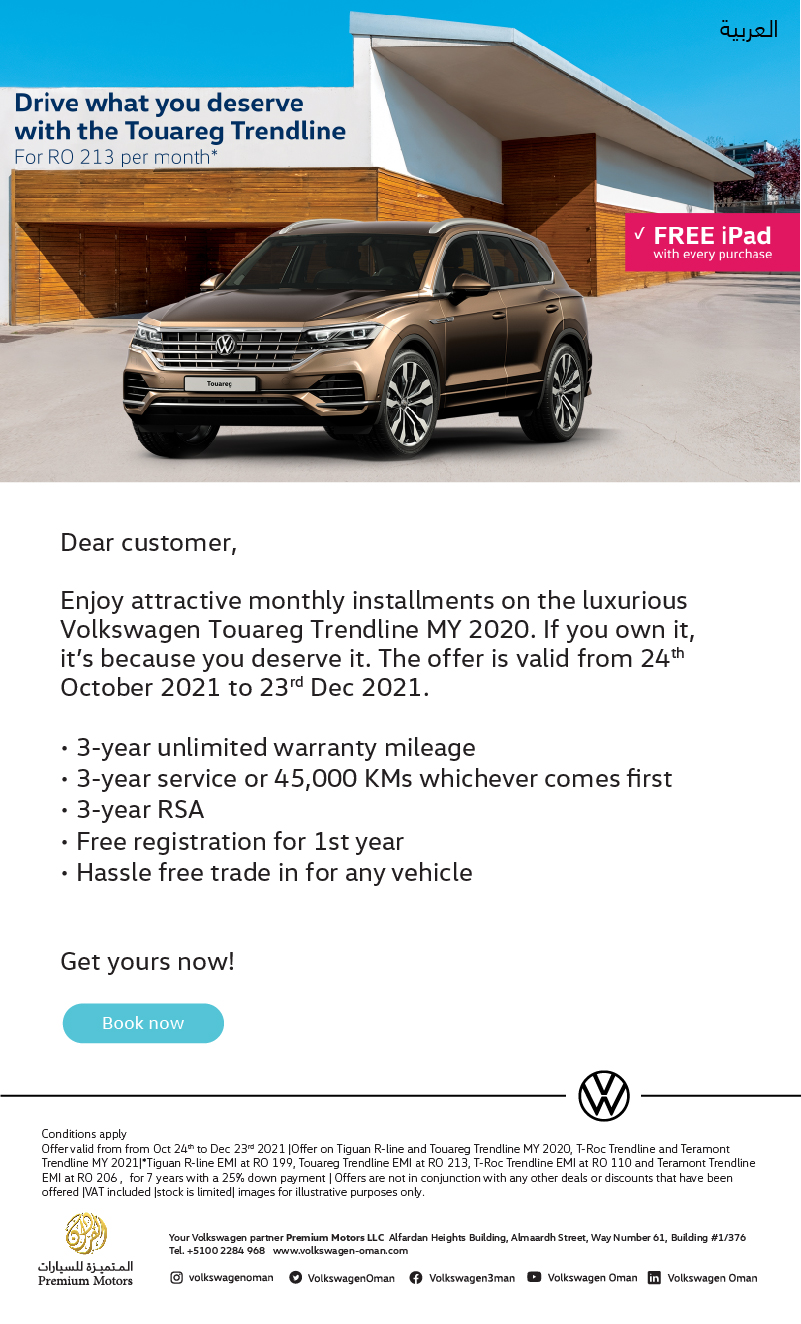 العربية
Drive what you deserve
with the Touareg Trendline
For RO 213 per month*
✓ FREE iPad
with every purchase
Touareg
Dear customer,
Enjoy attractive monthly installments on the luxurious
Volkswagen Touareg Trendline MY 2020. If you own it,
it’s because you deserve it. The offer is valid from 24th
October 2021 to 23rd Dec 2021.
• 3-year unlimited warranty mileage
• 3-year service or 45,000 KMs whichever comes first
• 3-year RSA
• Free registration for 1st year
• Hassle free trade in for any vehicle
Get yours now!
Book now
Conditions apply
Offer valid from from Oct 24th to Dec 23rd 2021 |Offer on Tiguan R-line and Touareg Trendline MY 2020, T-Roc Trendline and Teramont
Trendline MY 2021|*Tiguan R-line EMI at RO 199, Touareg Trendline EMI at RO 213, T-Roc Trendline EMI at RO 110 and Teramont Trendline
EMI at RO 206 , for 7 years with a 25% down payment | Offers are not in conjunction with any other deals or discounts that have been
offered |VAT included |stock is limited| images for illustrative purposes only.
المتميزة للسيارات
Premium Motors
Your Volkswagen partner Premium Motors LLC Alfardan Heights Building, Almaardh Street, Way Number 61, Building #1/376
Tel. +5100 2284 968 www.volkswagen-oman.com
volkswagenoman VolkswagenOman Volkswagen3man Volkswagen Oman Volkswagen Oman